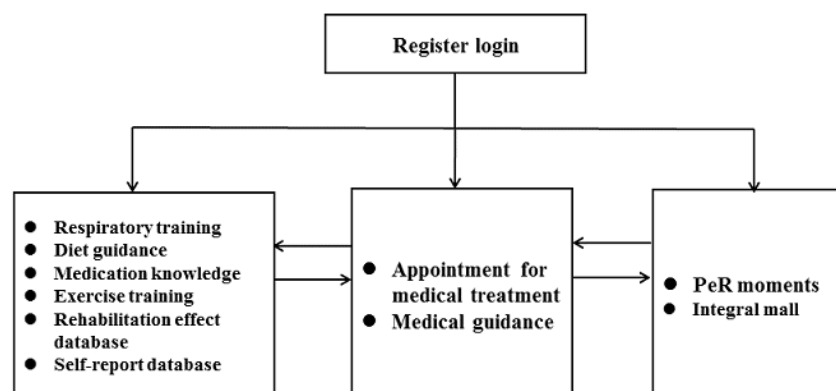 Register login
Respiratory training
Diet guidance
Medication knowledge
Exercise training
Rehabilitation effect
database
Self-report database
Appointment for
medical treatment
Medical guidance
PeR moments
Integral mall